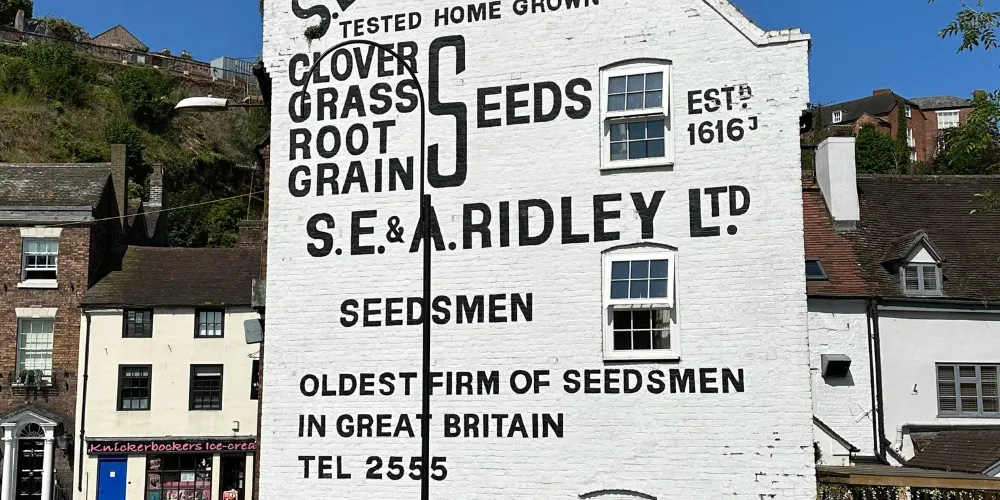 TESTED HOME GROWN
CLOVER
GRASS
ROOT
GRAIN
SEEDS
ESTD
1616
S.E.&A.RIDLEY LTD.
SEEDSMEN
OLDEST FIRM OF SEEDSMEN
IN GREAT BRITAIN
TEL 2555
Knickerbockers Ice-crea